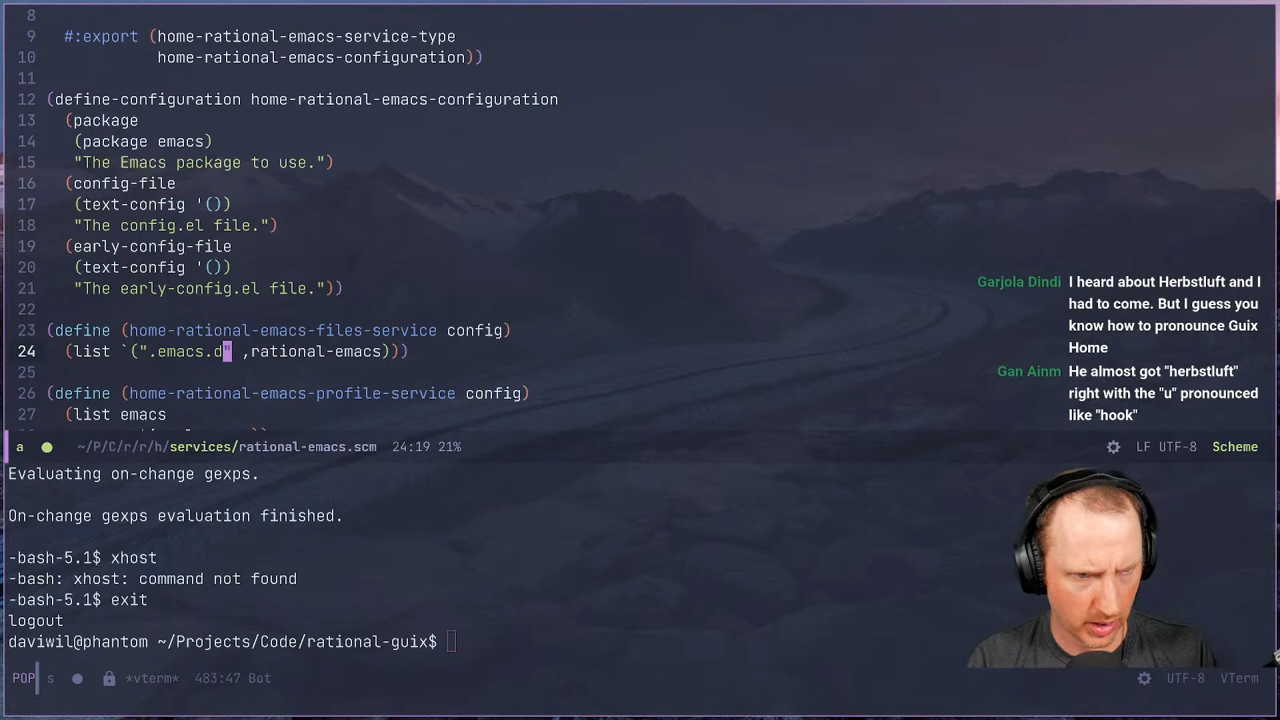 8
9 #:export (home-rational-emacs-service-type
10 home-rational-emacs-configuration))
11
12 (define-configuration home-rational-emacs-configuration
13 (package
14 (package emacs)
15 "The Emacs package to use.")
16 (config-file
17 (text-config '())
18 "The config.el file.")
19 (early-config-file
20 (text-config '())
21 "The early-config.el file."))
22
23 (define (home-rational-emacs-files-service config)
24 (list `(".emacs.d" ,rational-emacs)))
25
26 (define (home-rational-emacs-profile-service config)
27 (list emacs
a ~/P/C/r/r/h/services/rational-emacs.scm 24:19 21% LF UTF-8 Scheme
Evaluating on-change gexps.
On-change gexps evaluation finished.
-bash-5.1$ xhost
-bash: xhost: command not found
-bash-5.1$ exit
logout
daviwil@phantom ~/Projects/Code/rational-guix$
POP s *vterm* 483:47 Bot UTF-8 VTerm
Garjola Dindi I heard about Herbstluft and I
had to come. But I guess you
know how to pronounce Guix
Home
Gan Ainm He almost got "herbstluft"
right with the "u" pronounced
like "hook"